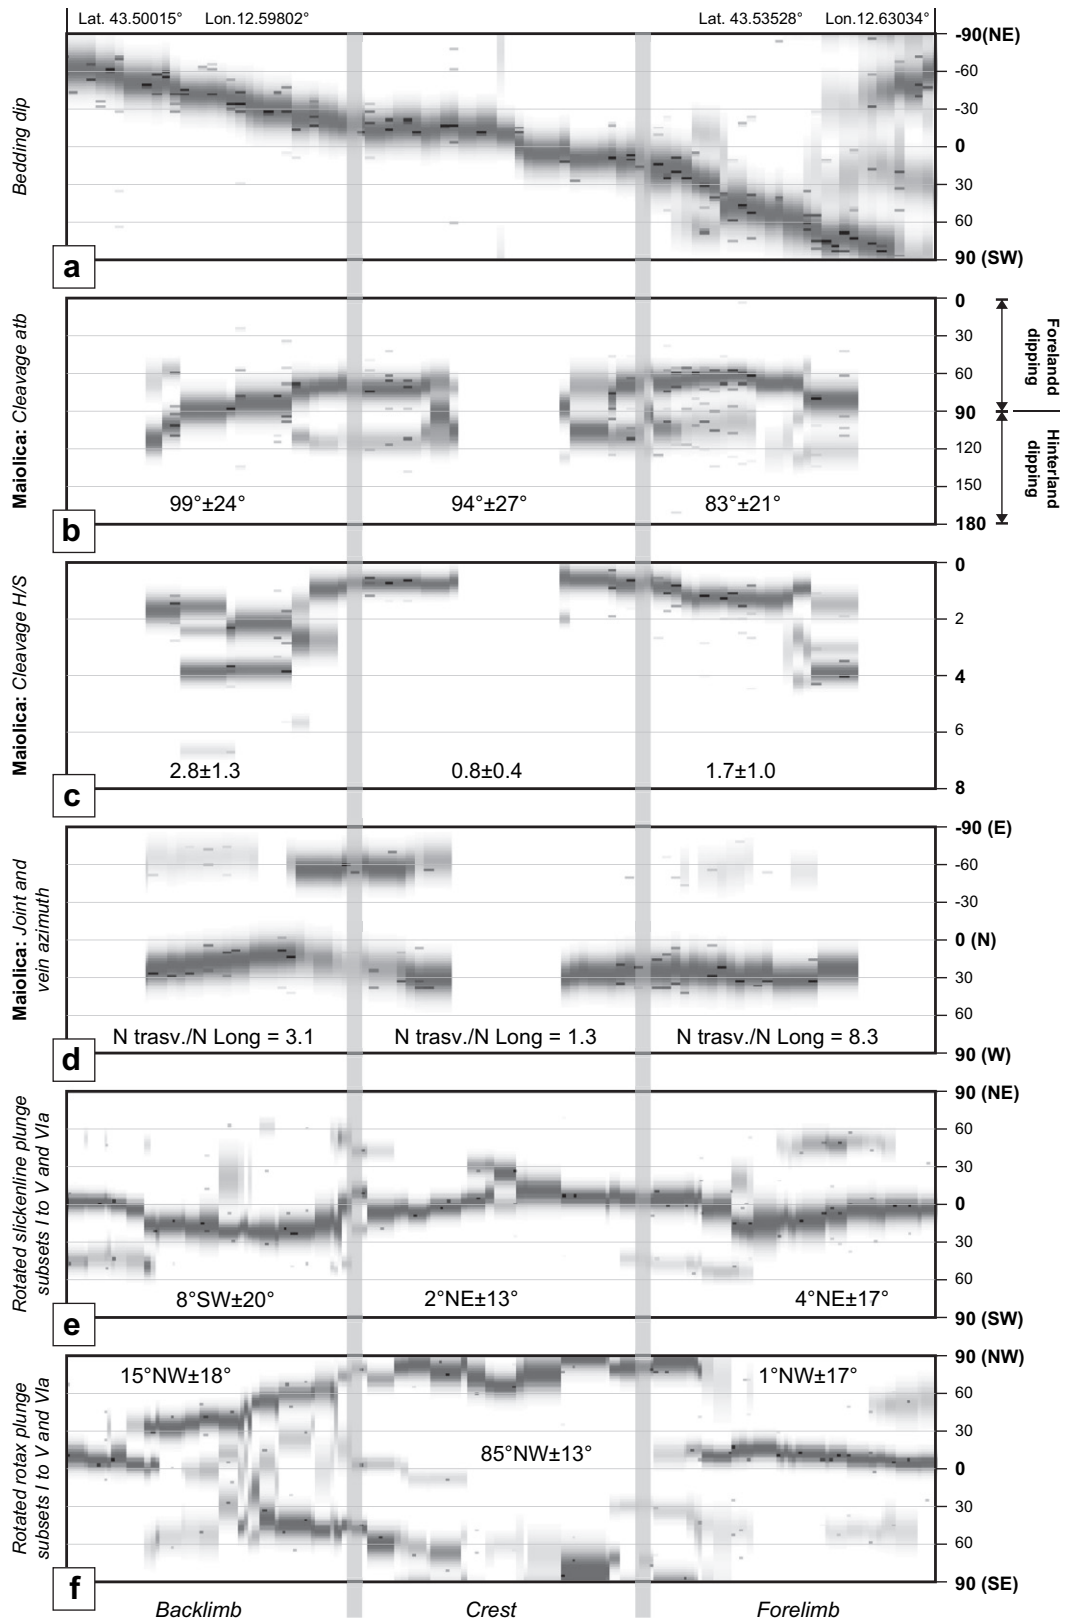 Lat. 43.50015° Lon.12.59802° Lat. 43.53528° Lon.12.63034°
Bedding dip
-90(NE)
-60
-30
0
30
60
90 (SW)
a
Maiolica: Cleavage atb
0
30
60
90
120
150
180
Forelandd dipping
Hinterland dipping
99°±24° 94°±27° 83°±21°
b
Maiolica: Cleavage H/S
0
2
4
6
8
2.8±1.3 0.8±0.4 1.7±1.0
c
Maiolica: Joint and
vein azimuth
-90 (E)
-60
-30
0 (N)
30
60
90 (W)
N trasv./N Long = 3.1 N trasv./N Long = 1.3 N trasv./N Long = 8.3
d
Rotated slickenline plunge
subsets I to V and VIa
90 (NE)
60
30
0
30
60
90 (SW)
8°SW±20° 2°NE±13° 4°NE±17°
e
Rotated rotax plunge
subsets I to V and VIa
90 (NW)
60
30
0
30
60
90 (SE)
15°NW±18° 85°NW±13° 1°NW±17°
f
Backlimb Crest Forelimb